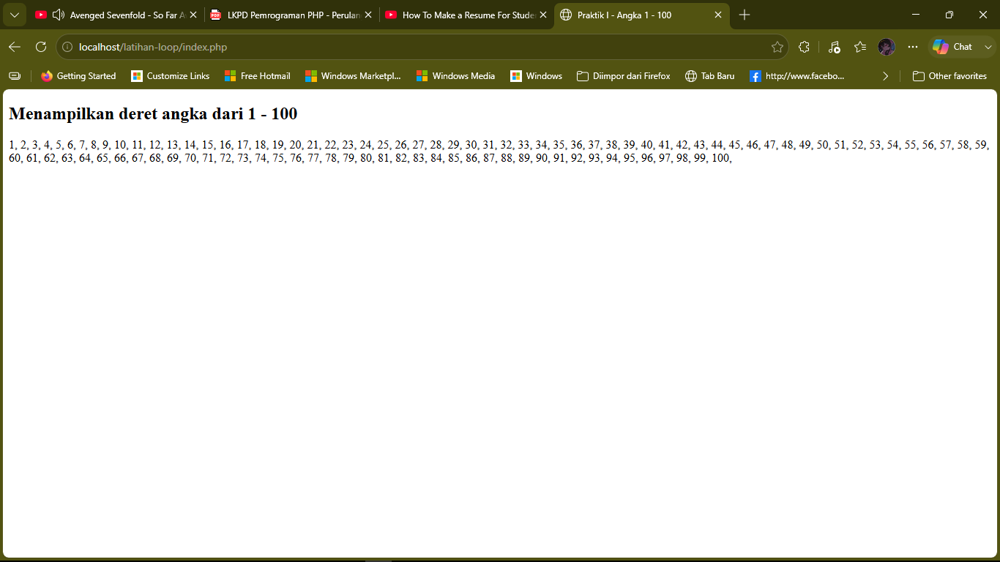 Avenged Sevenfold - So Far A
LKPD Pemrograman PHP - Perulan
How To Make a Resume For Stude
Praktik I - Angka 1 - 100
localhost/latihan-loop/index.php
Chat
Getting Started
Customize Links
Free Hotmail
Windows Marketpl...
Windows Media
Windows
Diimpor dari Firefox
Tab Baru
http://www.facebo...
Other favorites
Menampilkan deret angka dari 1 - 100
1, 2, 3, 4, 5, 6, 7, 8, 9, 10, 11, 12, 13, 14, 15, 16, 17, 18, 19, 20, 21, 22, 23, 24, 25, 26, 27, 28, 29, 30, 31, 32, 33, 34, 35, 36, 37, 38, 39, 40, 41, 42, 43, 44, 45, 46, 47, 48, 49, 50, 51, 52, 53, 54, 55, 56, 57, 58, 59,
60, 61, 62, 63, 64, 65, 66, 67, 68, 69, 70, 71, 72, 73, 74, 75, 76, 77, 78, 79, 80, 81, 82, 83, 84, 85, 86, 87, 88, 89, 90, 91, 92, 93, 94, 95, 96, 97, 98, 99, 100,